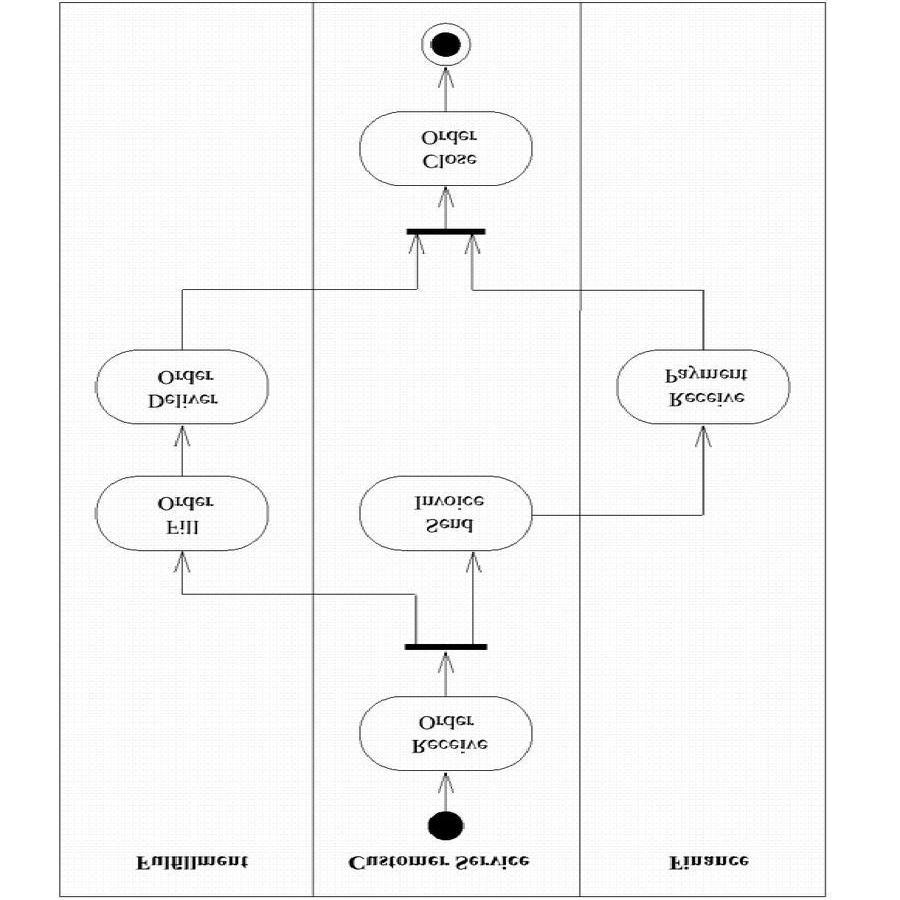 Fulfillment
Customer Service
Finance
Receive
Order
Fill
Order
Send
Invoice
Deliver
Order
Receive
Payment
Close
Order